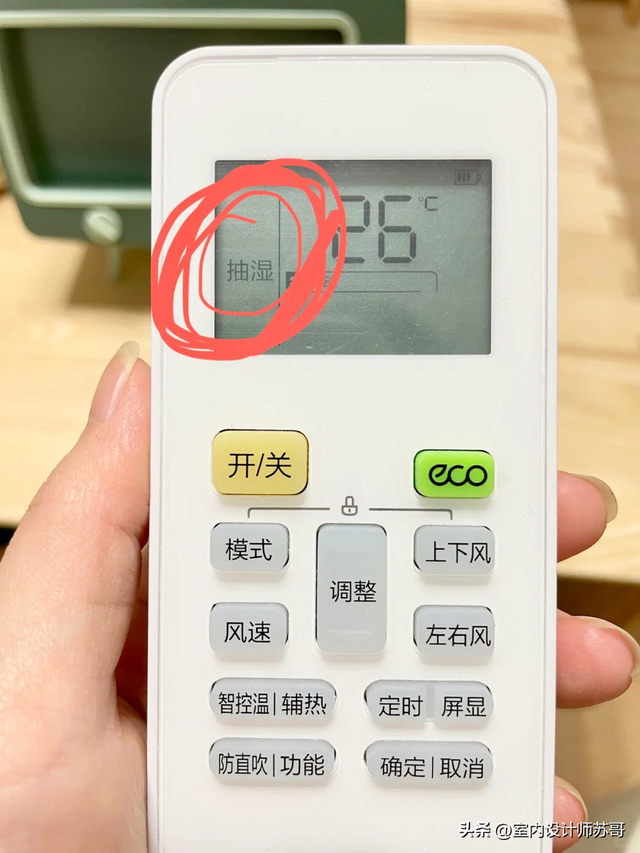 抽湿
26℃
开/关
eco
模式
调整
上下风
风速
左右风
智控温|辅热
定时
屏显
防直吹|功能
确定|取消
头条 @室内设计师苏哥